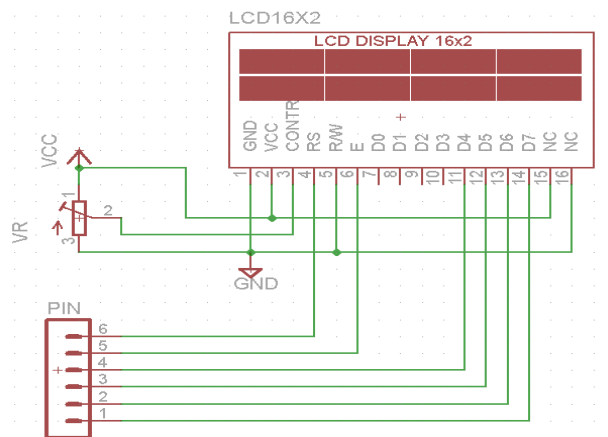 LCD16X2
LCD DISPLAY 16x2
GND VCC CONTR RS R/W E D0 D1 D2 D3 D4 D5 D6 D7 NC NC
1 2 3 4 5 6 7 8 9 10 11 12 13 14 15 16
VCC
1
2
VR
3
GND
PIN
6
5
4
3
2
1